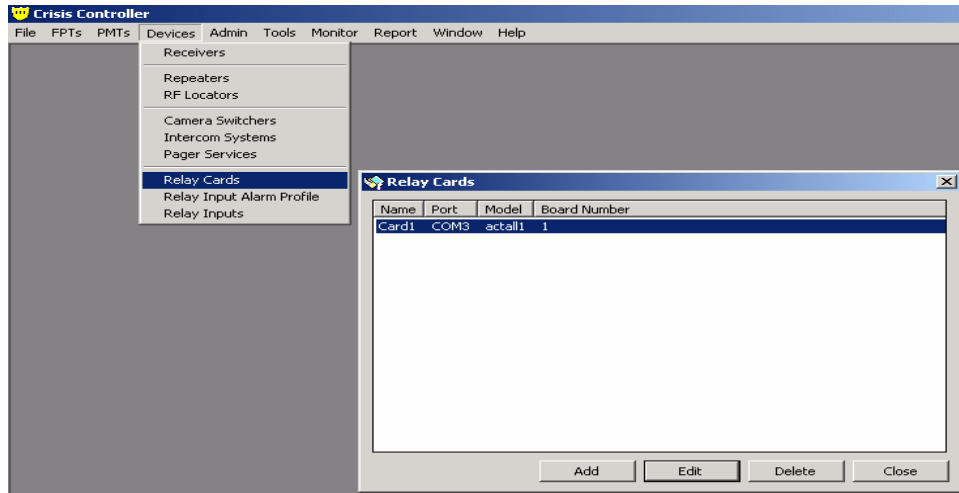 Crisis Controller
File FPTs PMTs Devices Admin Tools Monitor Report Window Help
Receivers
Repeaters
RF Locators
Camera Switchers
Intercom Systems
Pager Services
Relay Cards
Relay Input Alarm Profile
Relay Inputs
Relay Cards
Name Port Model Board Number
Card1 COM3 actall1 1
Add Edit Delete Close